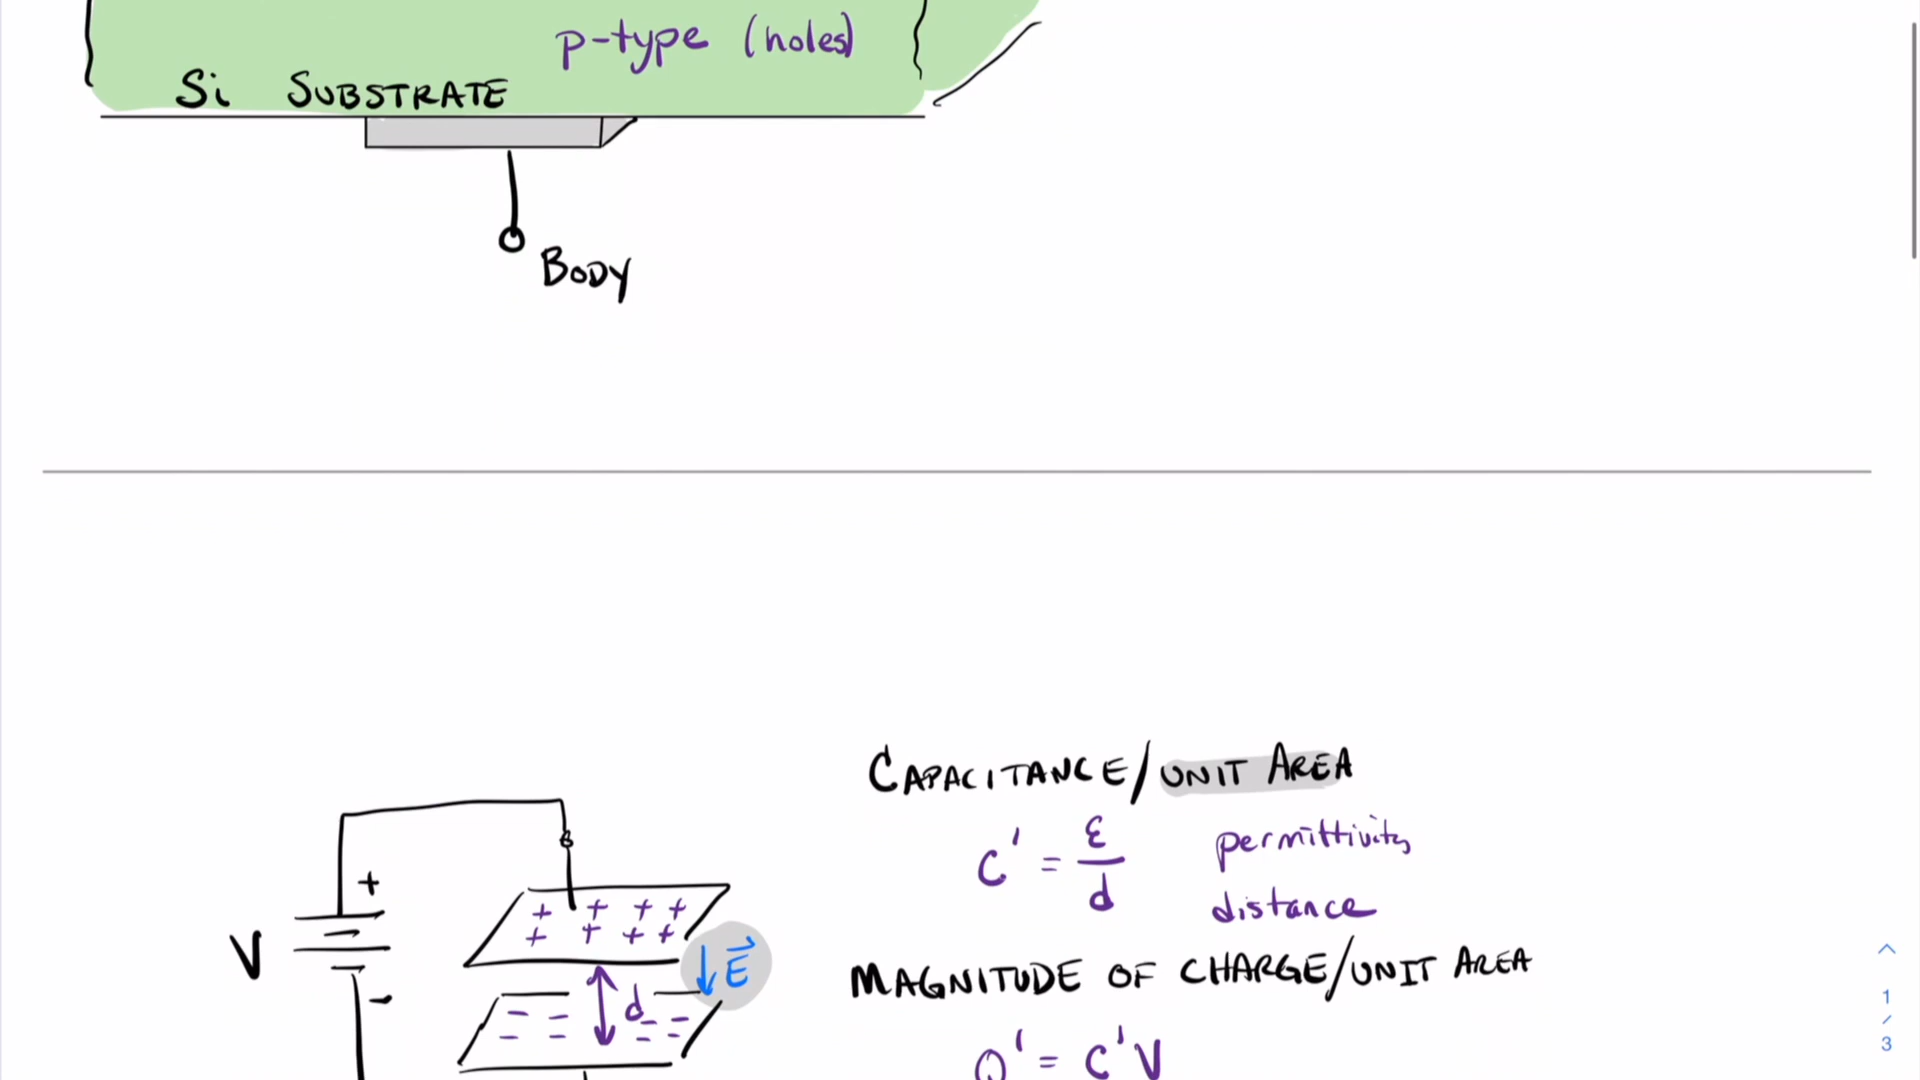 p-type (holes)
Si SUBSTRATE
BODY
CAPACITANCE/UNIT AREA
C' = ε/d
permittivity
distance
+
V
-
+ + + +
+ + + +
↓E⃗
d
- - - -
- - - -
MAGNITUDE OF CHARGE/UNIT AREA
Q' = C'V
1
/
3